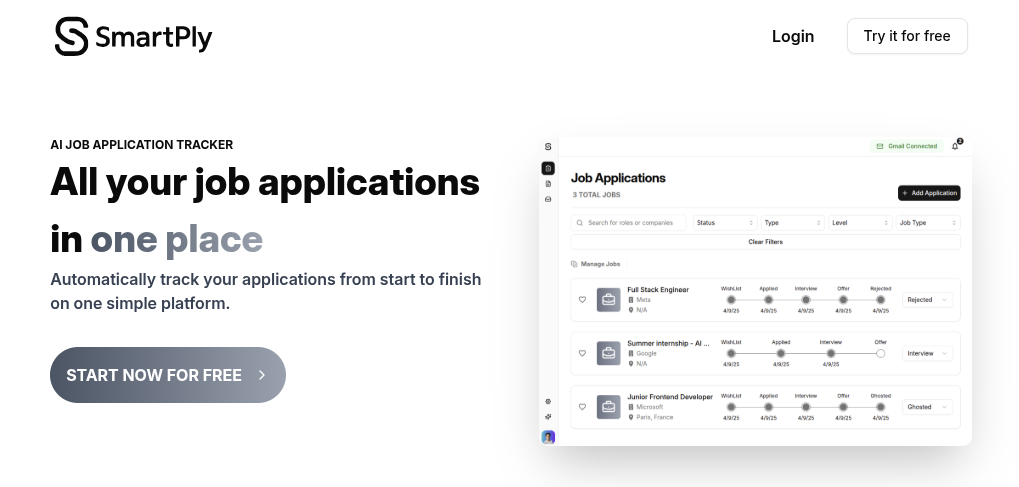 SmartPly
Login
Try it for free
AI JOB APPLICATION TRACKER
All your job applications
in one place
Automatically track your applications from start to finish
on one simple platform.
START NOW FOR FREE
Gmail Connected
2
Job Applications
3 TOTAL JOBS
+ Add Application
Search for roles or companies
Status
Type
Level
Job Type
Clear Filters
Manage Jobs
Full Stack Engineer
Meta
N/A
WishList Applied Interview Offer Rejected
4/9/25 4/9/25 4/9/25 4/9/25 4/9/25
Rejected
Summer internship - AI ...
Google
N/A
WishList Applied Interview Offer
4/9/25 4/9/25 4/9/25
Interview
Junior Frontend Developer
Microsoft
Paris, France
WishList Applied Interview Offer Ghosted
4/9/25 4/9/25 4/9/25 4/9/25 4/9/25
Ghosted